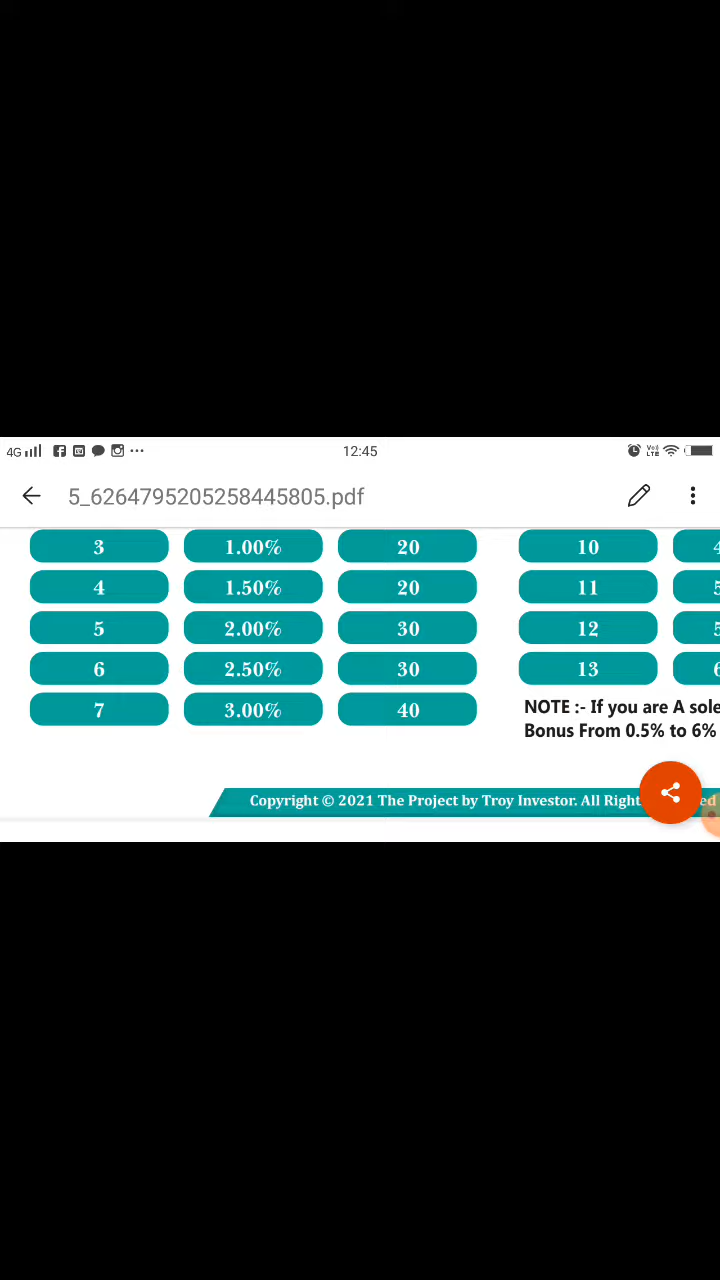 4G 12:45
5_6264795205258445805.pdf
3 1.00% 20 10
4 1.50% 20 11
5 2.00% 30 12
6 2.50% 30 13
7 3.00% 40
NOTE :- If you are A sole
Bonus From 0.5% to 6%
Copyright © 2021 The Project by Troy Investor. All